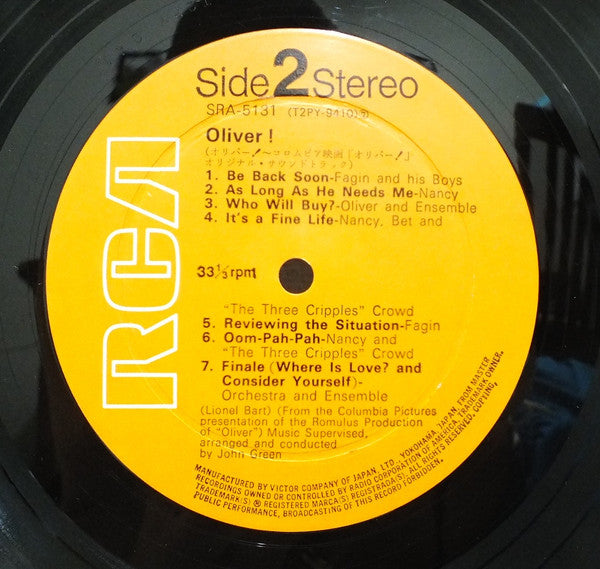 RCA
Side 2 Stereo
SRA-5131 (T2PY-9410)
Oliver !
(オリバー!〜コロムビア映画『オリバー!』
オリジナル・サウンドトラック)
1. Be Back Soon-Fagin and his Boys
2. As Long As He Needs Me-Nancy
3. Who Will Buy?-Oliver and Ensemble
4. It's a Fine Life-Nancy, Bet and
33⅓ rpm
"The Three Cripples" Crowd
5. Reviewing the Situation-Fagin
6. Oom-Pah-Pah-Nancy and
"The Three Cripples" Crowd
7. Finale (Where Is Love? and
Consider Yourself)-
Orchestra and Ensemble
(Lionel Bart) (From the Columbia Pictures
presentation of the Romulus Production
of "Oliver") Music Supervised,
arranged and conducted
by John Green
MANUFACTURED BY VICTOR COMPANY OF JAPAN, LTD., YOKOHAMA, JAPAN, FROM MASTER
RECORDINGS OWNED OR CONTROLLED BY RADIO CORPORATION OF AMERICA, TRADEMARK OWNER.
TRADEMARK(S) ® REGISTERED MARCA(S) REGISTRADA(S) ALL RIGHTS RESERVED. COPYING,
PUBLIC PERFORMANCE, BROADCASTING OF THIS RECORD FORBIDDEN.